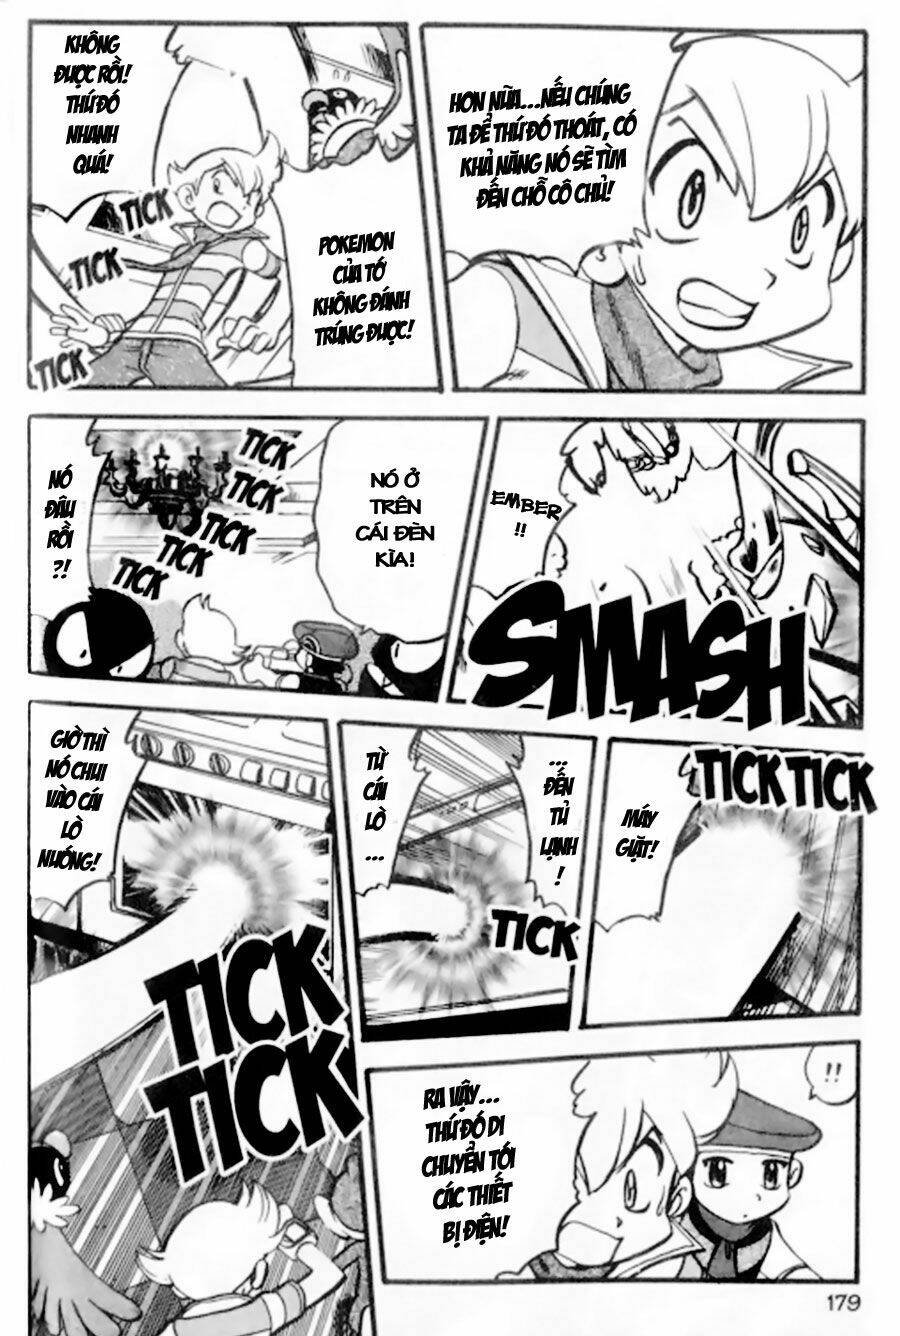 KHÔNG
ĐƯỢC RỒI!
THỨ ĐÓ
NHANH
QUÁ!
TICK
TICK
TICK
POKEMON
CỦA TỚ
KHÔNG ĐÁNH
TRÚNG ĐƯỢC!
HƠN NỮA...NẾU CHÚNG
TA ĐỂ THỨ ĐÓ THOÁT, CÓ
KHẢ NĂNG NÓ SẼ TÌM
ĐẾN CHỖ CÔ CHỦ!
NÓ
ĐÂU
RỒI
?!
TICK
TICK
TICK
TICK
TICK
NÓ Ở
TRÊN
CÁI ĐÈN
KÌA!
EMBER
!!
SMASH
GIỜ THÌ
NÓ CHUI
VÀO CÁI
LÒ
NƯỚNG!
TICK
TICK
TỪ
CÁI
LÒ
...
...
ĐẾN
TỦ
LẠNH
!
TICK
MÁY
GIẶT!
TICK TICK
RA VẬY...
THỨ ĐÓ DI
CHUYỂN TỚI
CÁC THIẾT
BỊ ĐIỆN!
!!
179